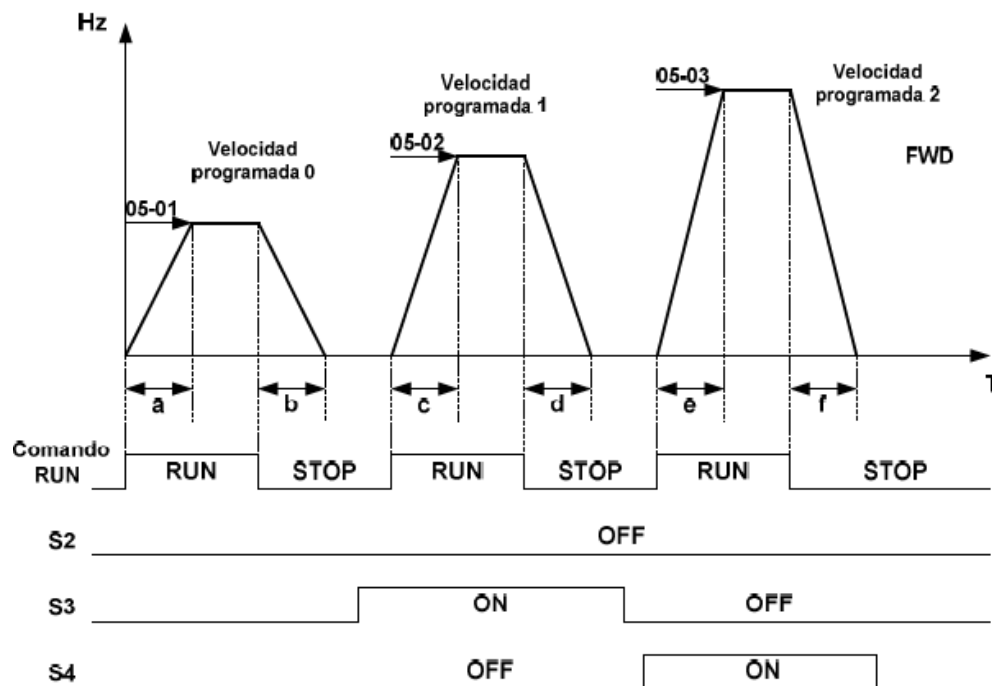 Hz
Velocidad
programada 0
05-01
Velocidad
programada 1
05-02
05-03
Velocidad
programada 2
FWD
T
a
b
c
d
e
f
Comando
RUN
RUN
STOP
RUN
STOP
RUN
STOP
S2
OFF
S3
ON
OFF
S4
OFF
ON